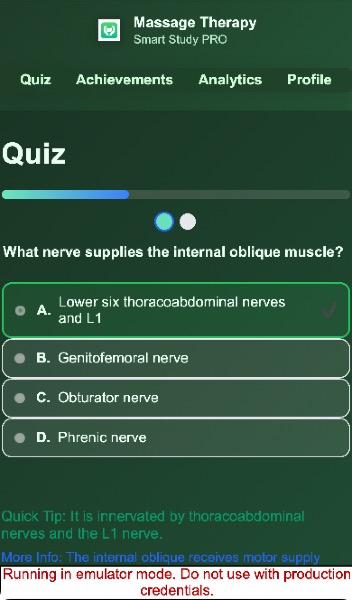 Massage Therapy
Smart Study PRO
Quiz
Achievements
Analytics
Profile
Quiz
What nerve supplies the internal oblique muscle?
A. Lower six thoracoabdominal nerves
and L1
B. Genitofemoral nerve
C. Obturator nerve
D. Phrenic nerve
Quick Tip: It is innervated by thoracoabdominal
nerves and the L1 nerve.
More Info: The internal oblique receives motor supply
Running in emulator mode. Do not use with production
credentials.